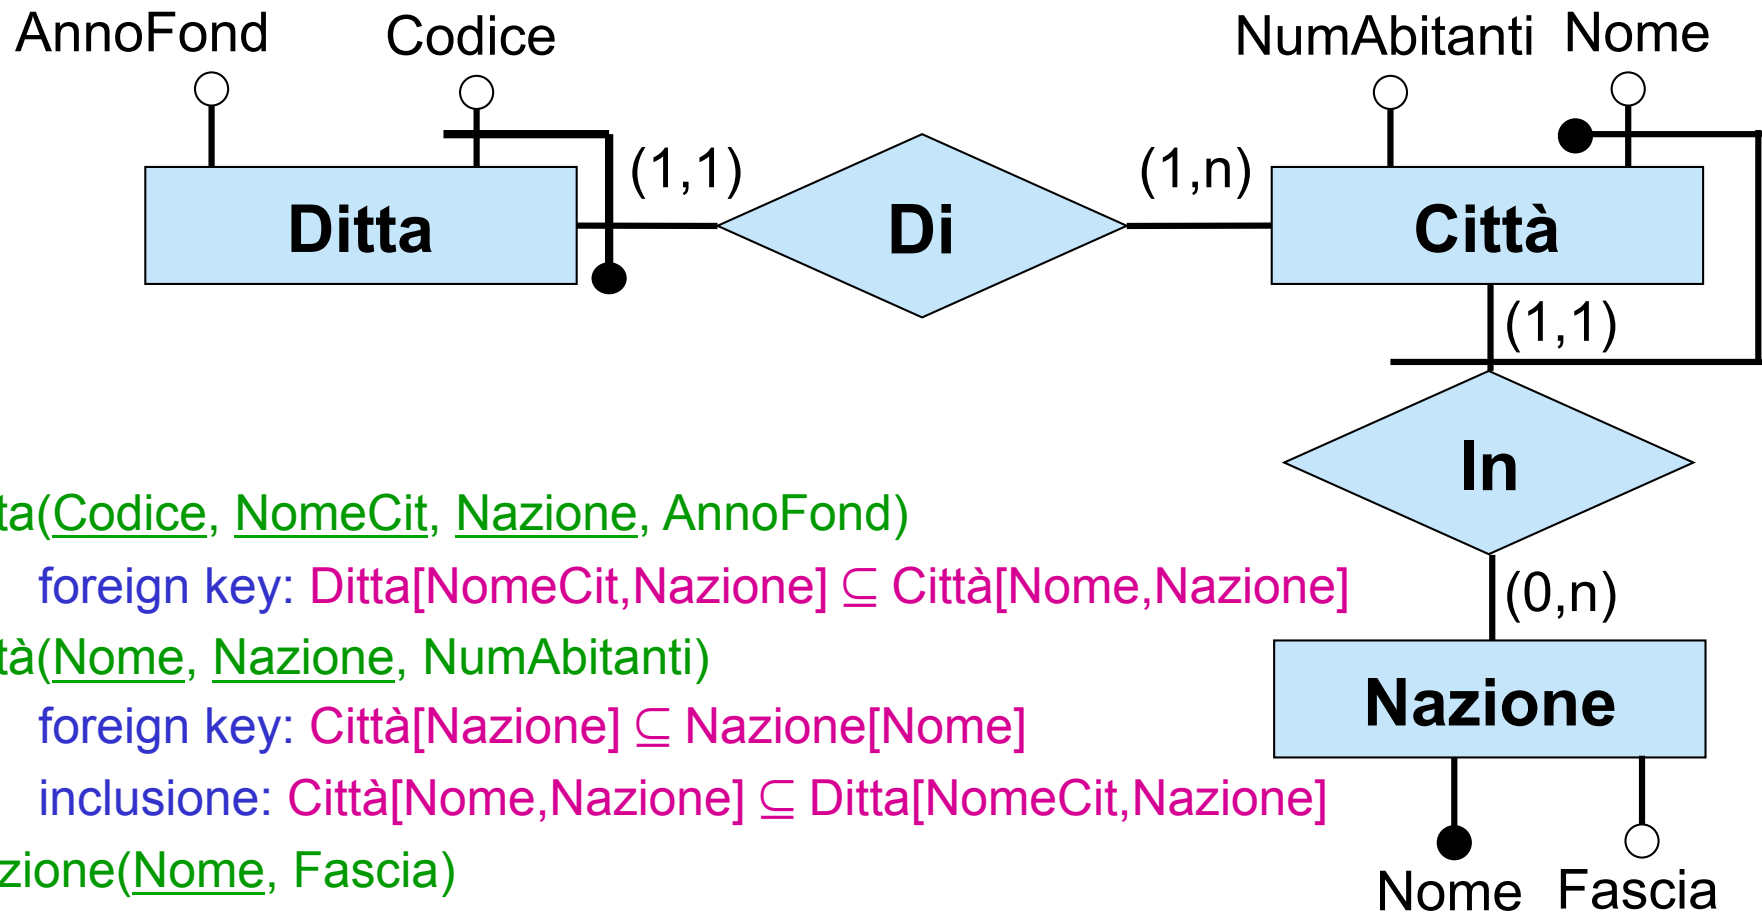 AnnoFond Codice NumAbitanti Nome
(1,1) (1,n)
Ditta Di Città
(1,1)
In
ta(Codice, NomeCit, Nazione, AnnoFond)
foreign key: Ditta[NomeCit,Nazione] ⊆ Città[Nome,Nazione]
(0,n)
tà(Nome, Nazione, NumAbitanti)
foreign key: Città[Nazione] ⊆ Nazione[Nome]
Nazione
inclusione: Città[Nome,Nazione] ⊆ Ditta[NomeCit,Nazione]
zione(Nome, Fascia)
Nome Fascia